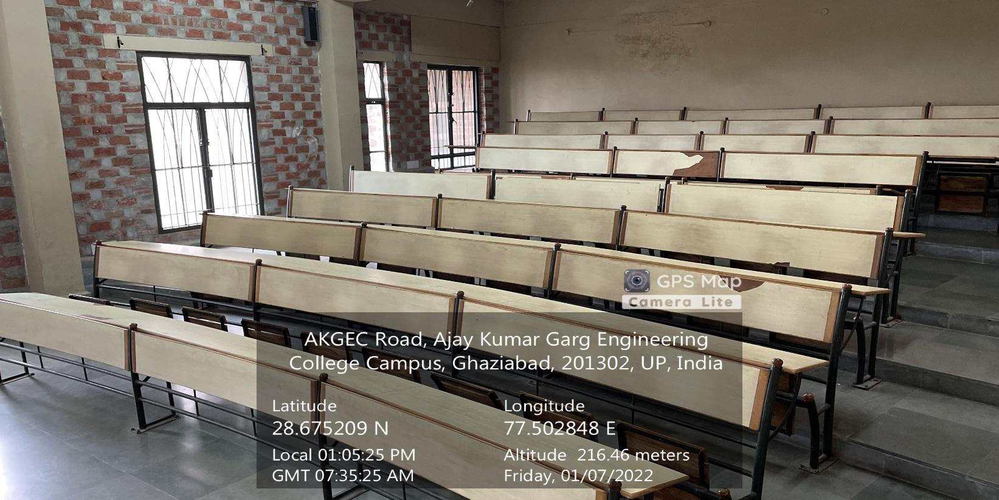 GPS Map
Camera Lite
AKGEC Road, Ajay Kumar Garg Engineering
College Campus, Ghaziabad, 201302, UP, India
Latitude
28.675209 N
Longitude
77.502848 E
Local 01:05:25 PM
GMT 07:35:25 AM
Altitude 216.46 meters
Friday, 01/07/2022